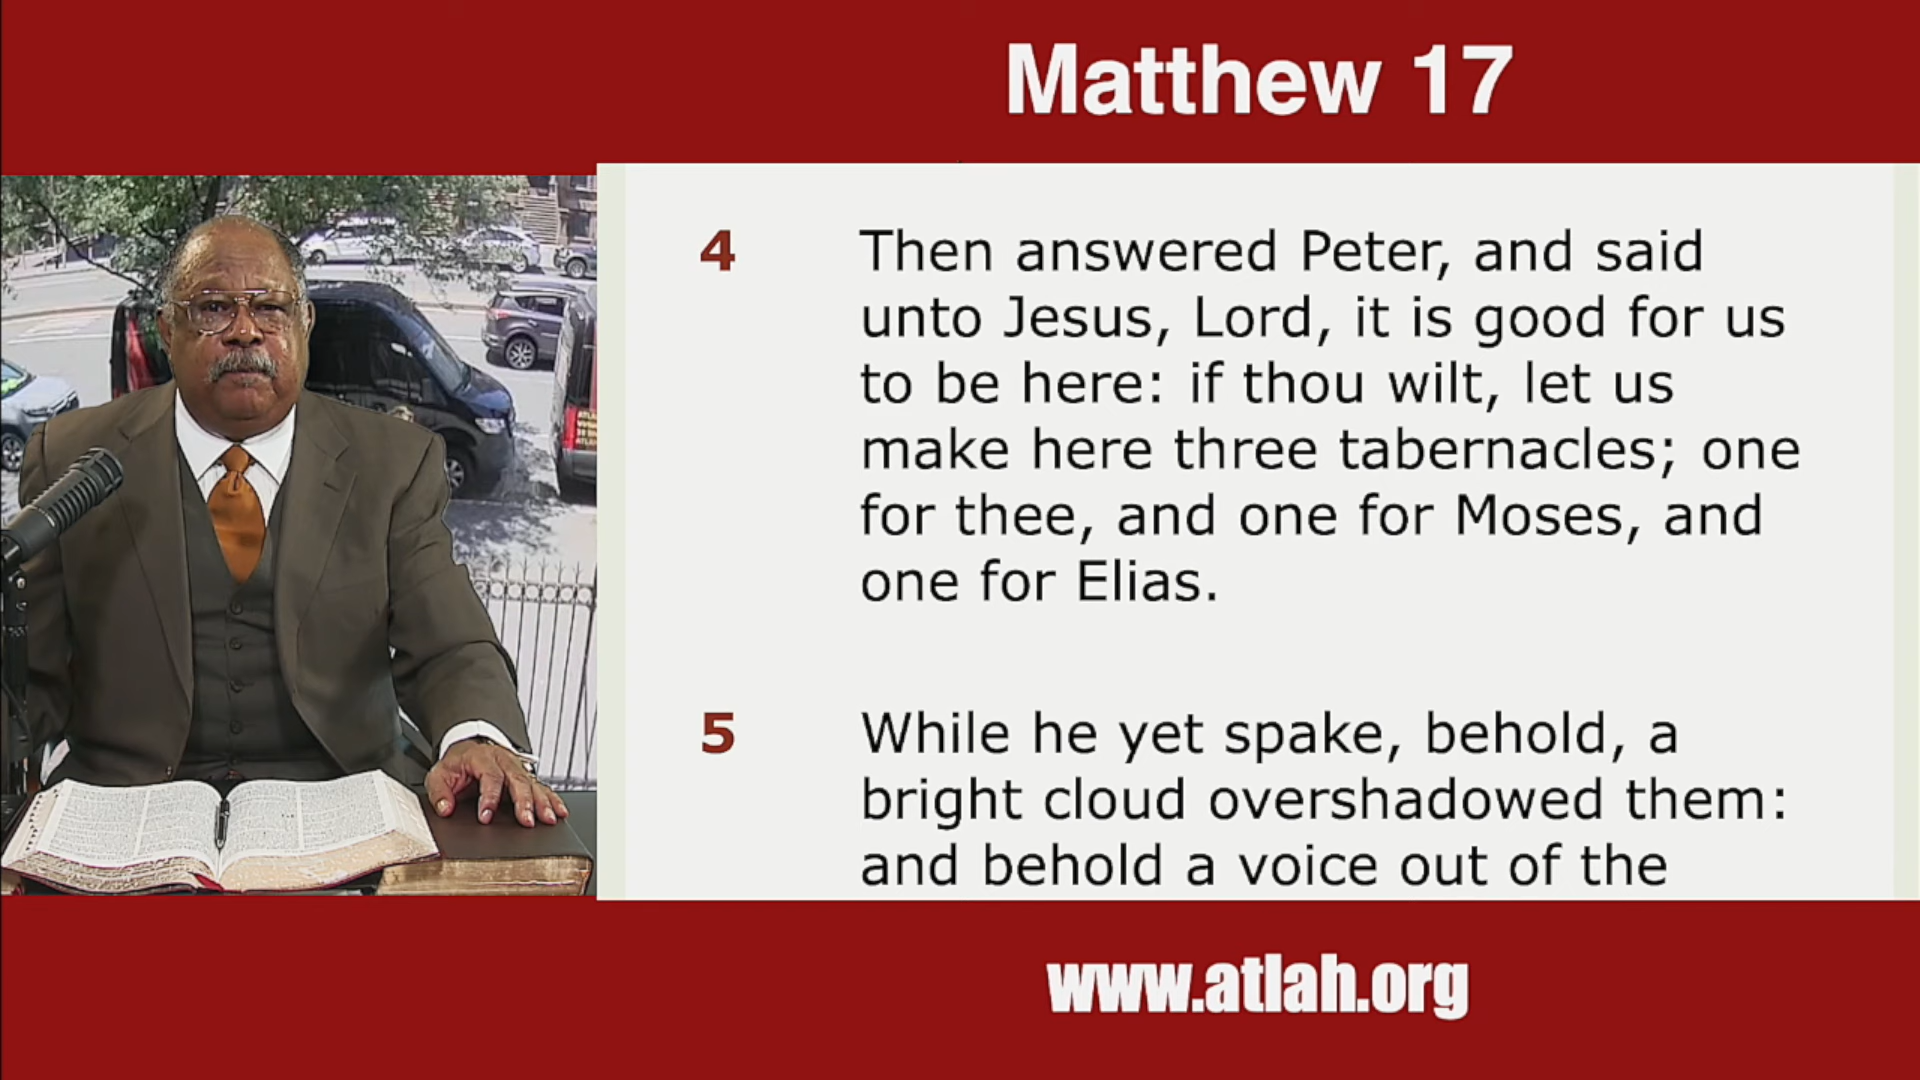 Matthew 17
4 Then answered Peter, and said
unto Jesus, Lord, it is good for us
to be here: if thou wilt, let us
make here three tabernacles; one
for thee, and one for Moses, and
one for Elias.
5 While he yet spake, behold, a
bright cloud overshadowed them:
and behold a voice out of the
www.atlah.org